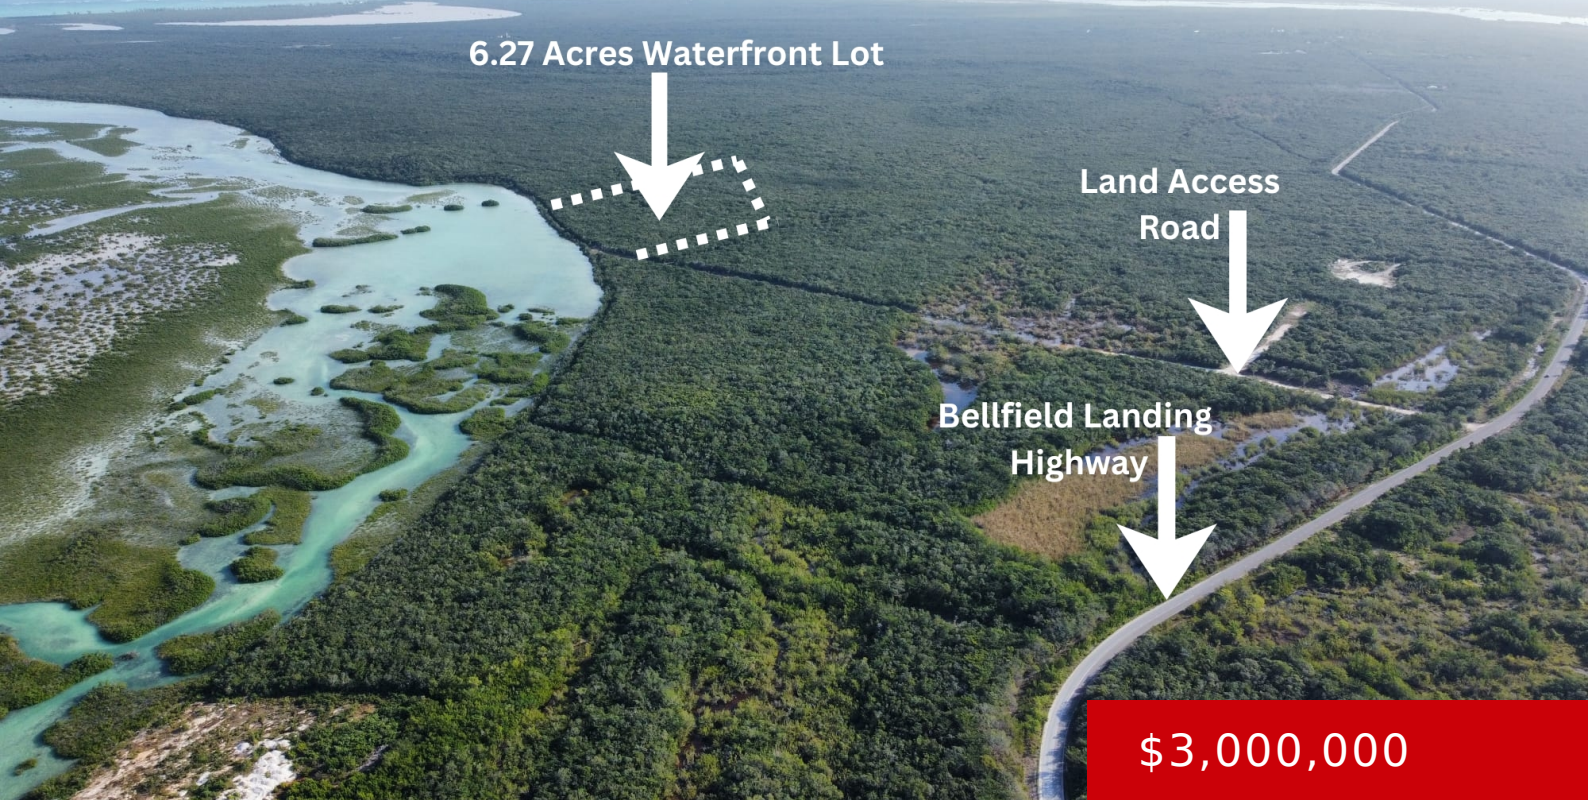 6.27 Acres Waterfront Lot
Land Access
Road
Bellfield Landing
Highway
$3,000,000